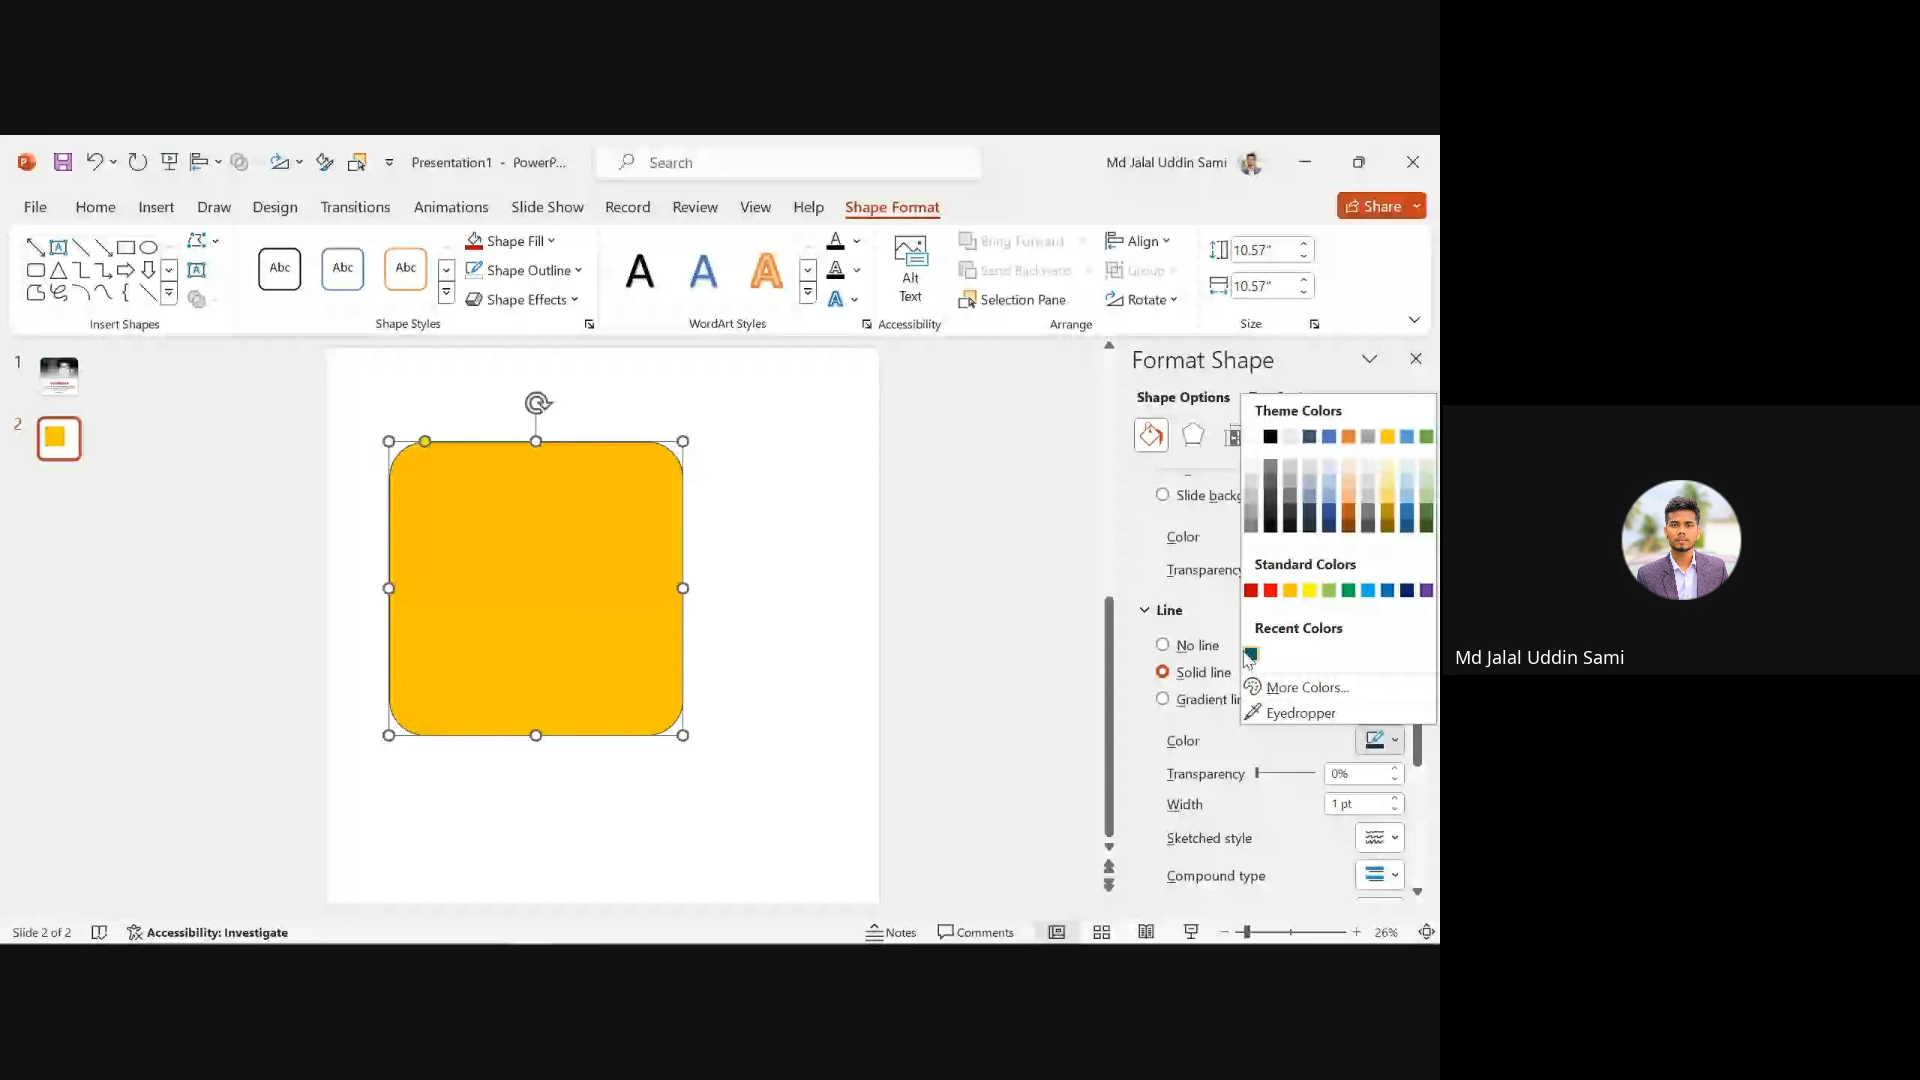 Presentation1 - PowerP...
Search
Md Jalal Uddin Sami
File
Home
Insert
Draw
Design
Transitions
Animations
Slide Show
Record
Review
View
Help
Shape Format
Share
Abc
Abc
Abc
Shape Fill
Shape Outline
Shape Effects
A
A
A
Alt
Text
Bring Forward
Send Backward
Selection Pane
Align
Group
Rotate
10.57"
10.57"
Insert Shapes
Shape Styles
WordArt Styles
Accessibility
Arrange
Size
1
2
Format Shape
Shape Options
Theme Colors
Slide backg
Color
Transparency
Standard Colors
Line
Recent Colors
No line
Solid line
Gradient lin
More Colors...
Eyedropper
Color
Transparency
0%
Width
1 pt
Sketched style
Compound type
Md Jalal Uddin Sami
Slide 2 of 2
Accessibility: Investigate
Notes
Comments
26%